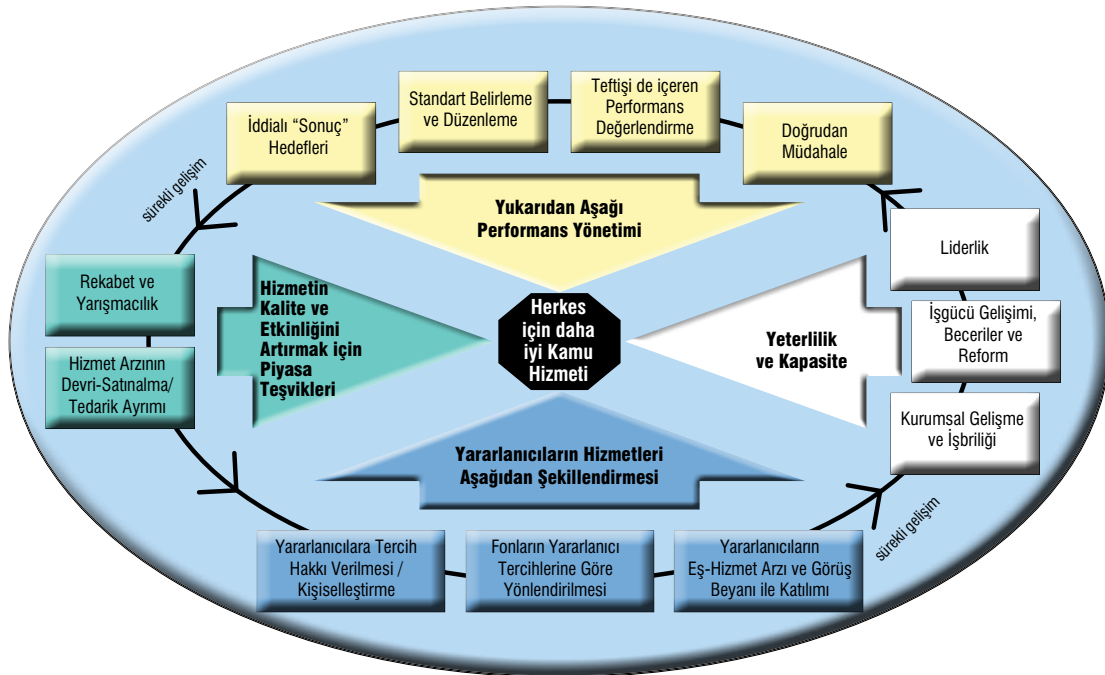 Standart Belirleme
ve Düzenleme
Teftişi de içeren
Performans
Değerlendirme
İddialı “Sonuç”
Hedefleri
Doğrudan
Müdahale
sürekli gelişim
Yukarıdan Aşağı
Performans Yönetimi
Liderlik
Rekabet ve
Yarışmacılık
Hizmetin
Kalite ve
Etkinliğini
Artırmak için
Piyasa
Teşvikleri
Herkes
için daha
iyi Kamu
Hizmeti
Yeterlilik
ve Kapasite
İşgücü Gelişimi,
Beceriler ve
Reform
Hizmet Arzının
Devri-Satınalma/
Tedarik Ayrımı
Kurumsal Gelişme
ve İşbriliği
Yararlanıcıların Hizmetleri
Aşağıdan Şekillendirmesi
sürekli gelişim
Yararlanıcılara Tercih
Hakkı Verilmesi /
Kişiselleştirme
Fonların Yararlanıcı
Tercihlerine Göre
Yönlendirilmesi
Yararlanıcıların
Eş-Hizmet Arzı ve Görüş
Beyanı ile Katılımı